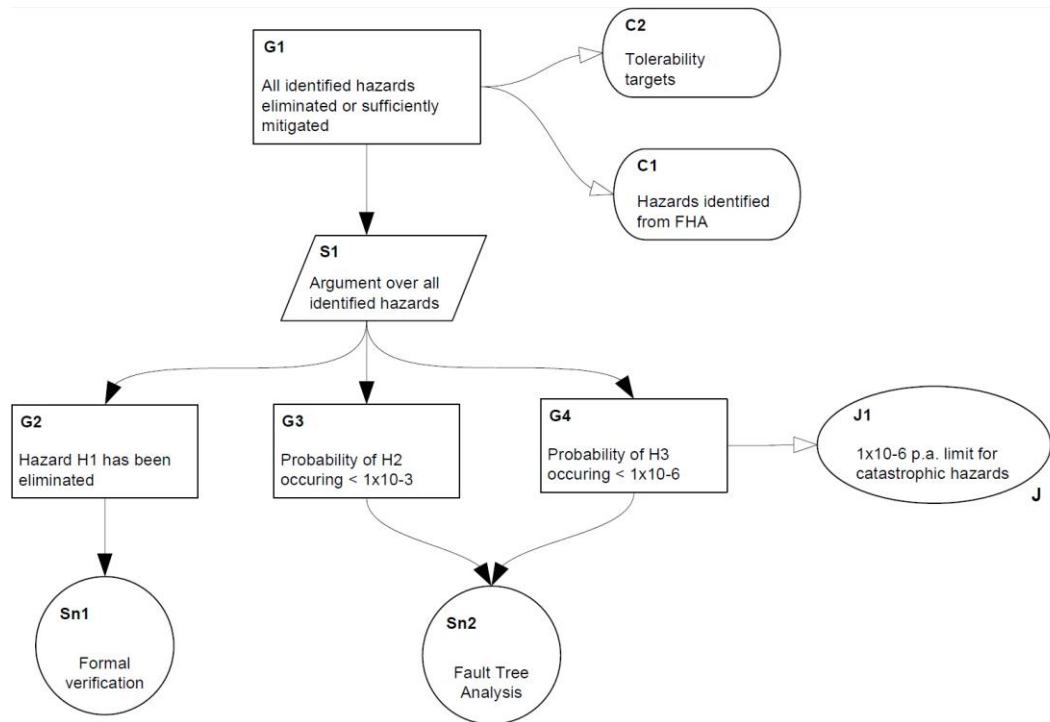 G1
All identified hazards
eliminated or sufficiently
mitigated
C2
Tolerability
targets
C1
Hazards identified
from FHA
S1
Argument over all
identified hazards
G2
Hazard H1 has been
eliminated
G3
Probability of H2
occuring < 1x10-3
G4
Probability of H3
occuring < 1x10-6
J1
1x10-6 p.a. limit for
catastrophic hazards
J
Sn1
Formal
verification
Sn2
Fault Tree
Analysis